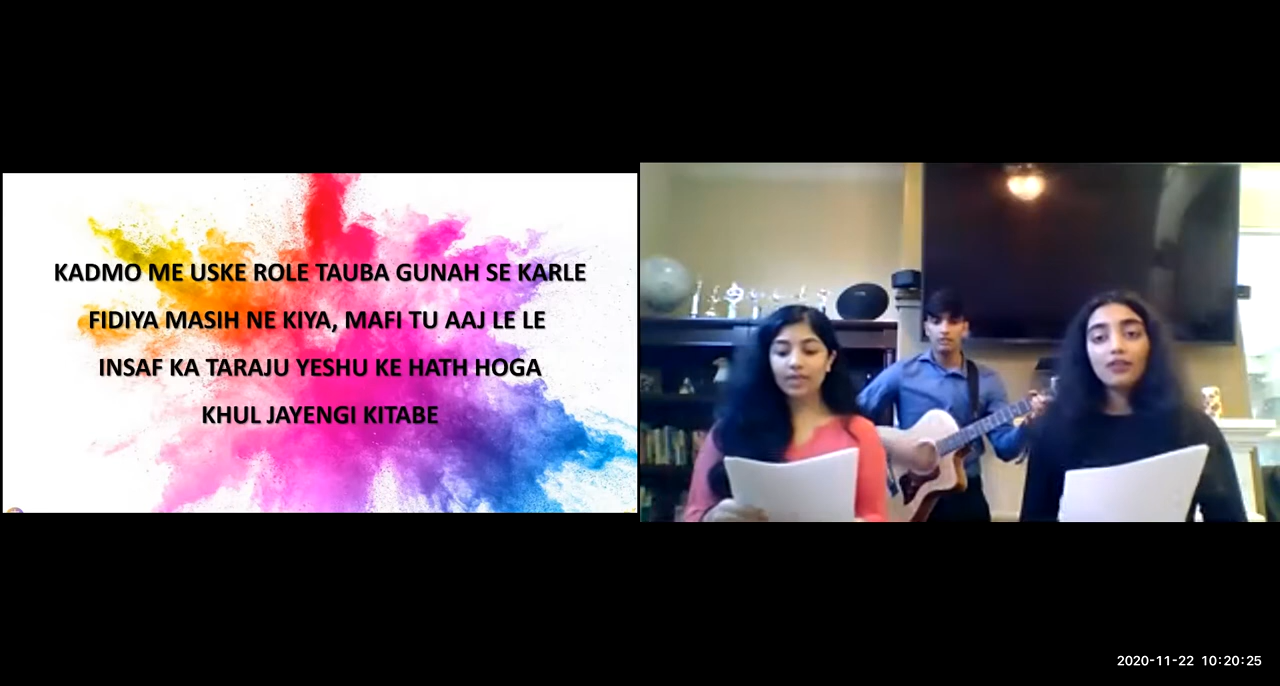 KADMO ME USKE ROLE TAUBA GUNAH SE KARLE
FIDIYA MASIH NE KIYA, MAFI TU AAJ LE LE
INSAF KA TARAJU YESHU KE HATH HOGA
KHUL JAYENGI KITABE
2020-11-22 10:20:25